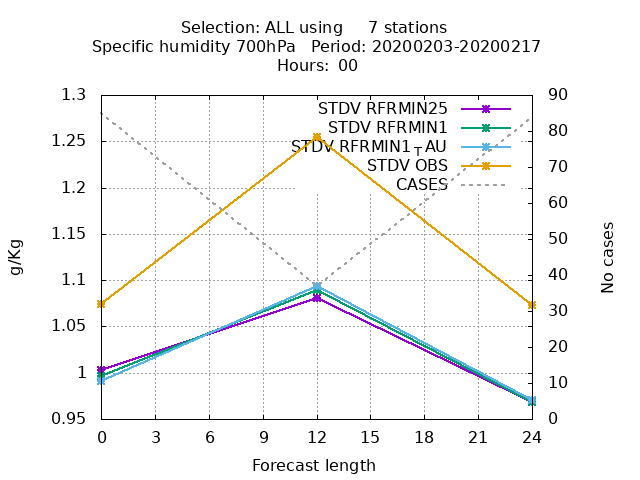 Selection: ALL using 7 stations
Specific humidity 700hPa Period: 20200203-20200217
Hours: 00
1.3
1.25
1.2
1.15
1.1
1.05
1
0.95
g/Kg
STDV RFRMIN25
STDV RFRMIN1
STDV RFRMIN1TAU
STDV OBS
CASES
90
80
70
60
50
40
30
20
10
0
No cases
0 3 6 9 12 15 18 21 24
Forecast length